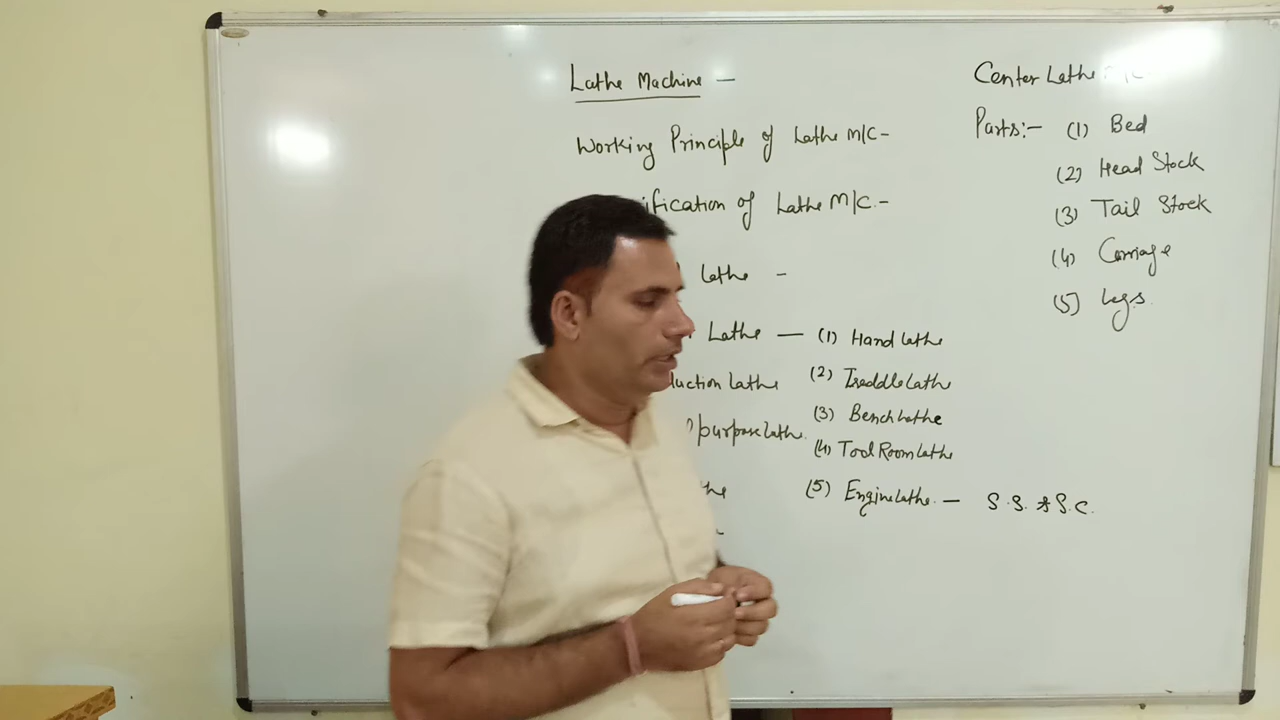 Lathe Machine –
Working Principle of Lathe M/C–
ification of Lathe M/C.–
lathe –
Lathe — (1) Hand lathe
uction lathe (2) Treddle lathe
purpose lathe. (3) Bench lathe
(4) Tool Room lathe
(5) Engine lathe. — S.S. & S.C.
Center Lathe
Parts:– (1) Bed
(2) Head Stock
(3) Tail Stock
(4) Carriage
(5) legs.